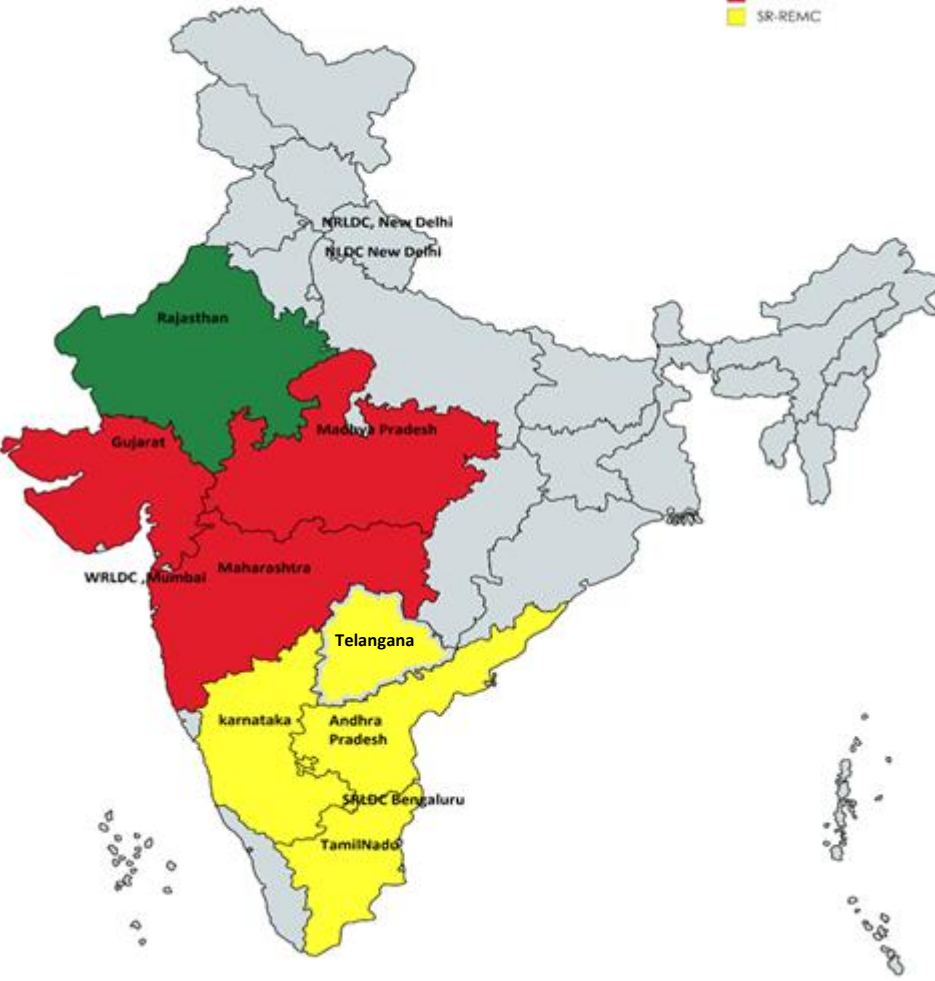 SR-REMC
NRLDC, New Delhi
NLDC New Delhi
Rajasthan
Gujarat
Madhya Pradesh
WRLDC ,Mumbai
Maharashtra
Telangana
karnataka
Andhra
Pradesh
SRLDC Bengaluru
TamilNado